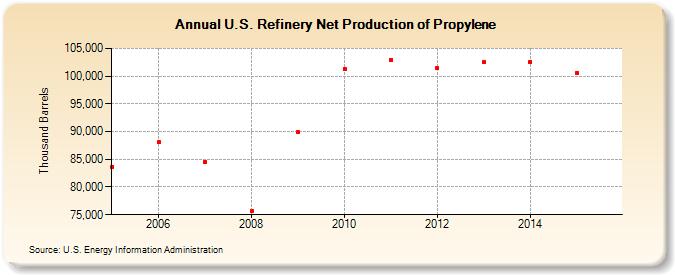 Annual U.S. Refinery Net Production of Propylene
Thousand Barrels
105,000
100,000
95,000
90,000
85,000
80,000
75,000
2006 2008 2010 2012 2014
Source: U.S. Energy Information Administration